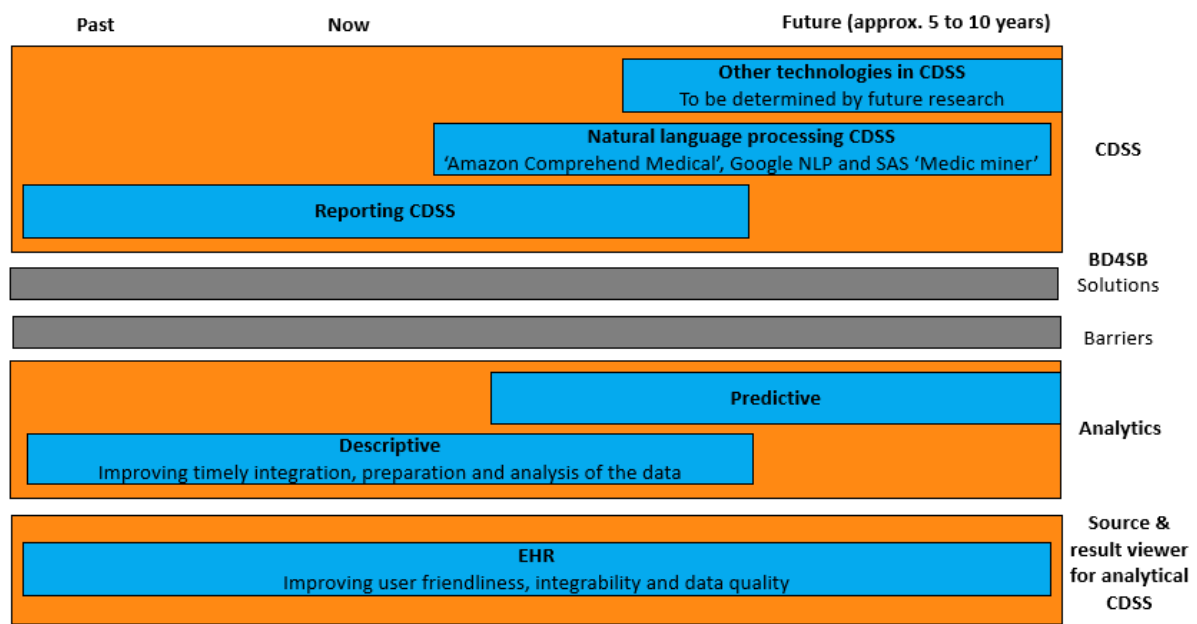 Past
Now
Future (approx. 5 to 10 years)
Other technologies in CDSS
To be determined by future research
Natural language processing CDSS
‘Amazon Comprehend Medical’, Google NLP and SAS ‘Medic miner’
CDSS
Reporting CDSS
BD4SB
Solutions
Barriers
Predictive
Analytics
Descriptive
Improving timely integration, preparation and analysis of the data
Source &
result viewer
for analytical
CDSS
EHR
Improving user friendliness, integrability and data quality